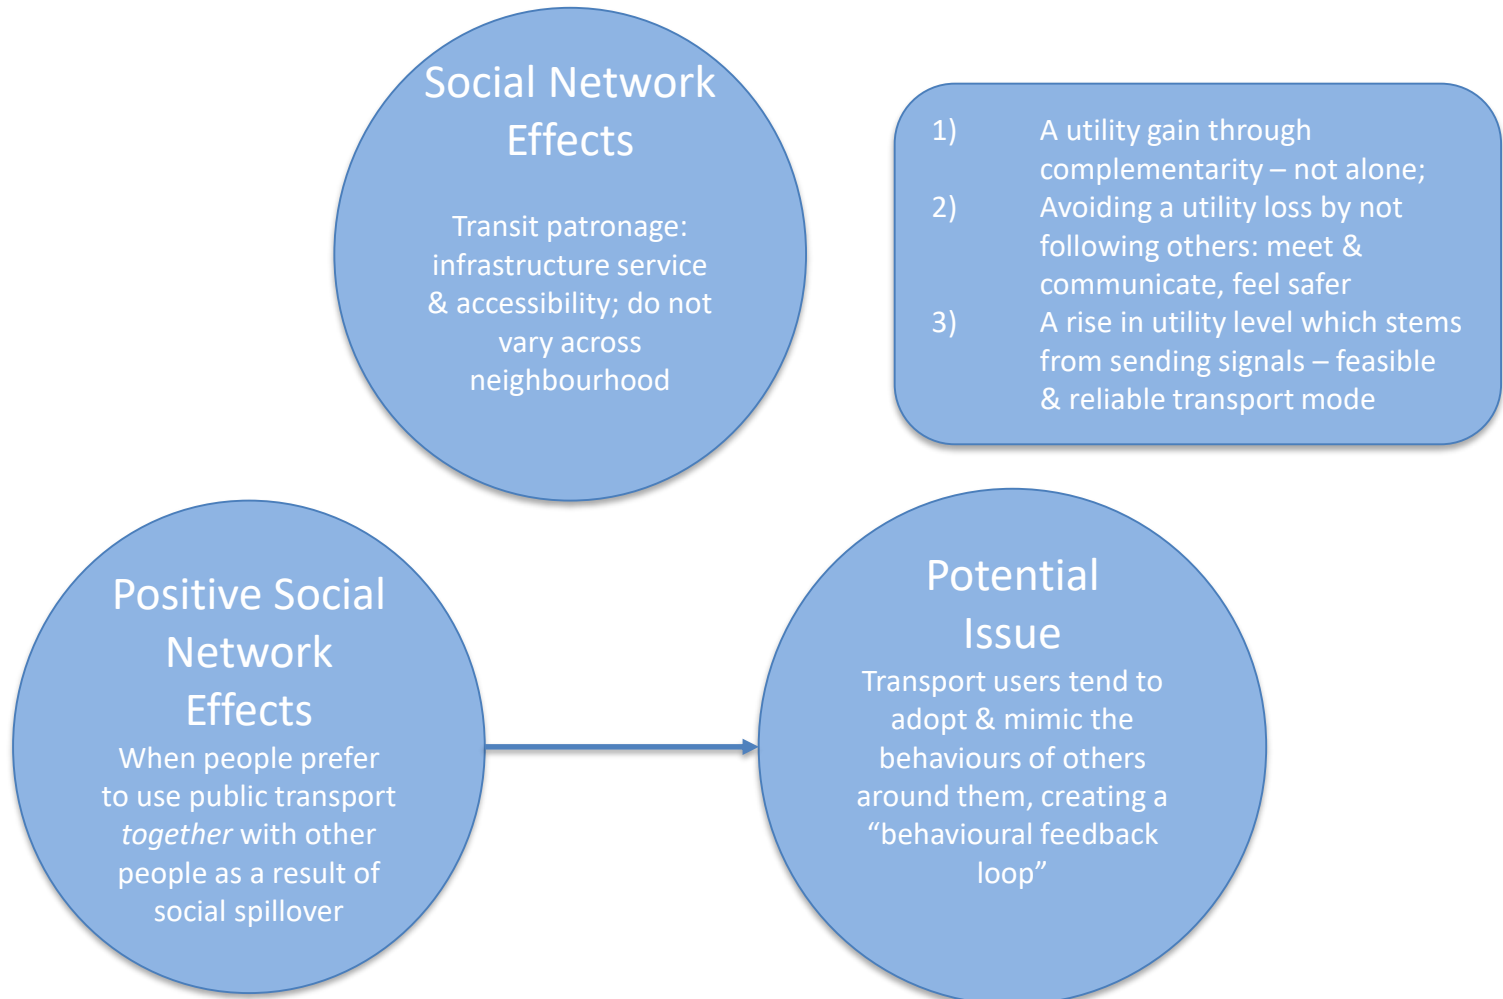 Social Network
Effects
Transit patronage:
infrastructure service
& accessibility; do not
vary across
neighbourhood
1) A utility gain through
complementarity – not alone;
2) Avoiding a utility loss by not
following others: meet &
communicate, feel safer
3) A rise in utility level which stems
from sending signals – feasible
& reliable transport mode
Positive Social
Network
Effects
When people prefer
to use public transport
together with other
people as a result of
social spillover
Potential
Issue
Transport users tend to
adopt & mimic the
behaviours of others
around them, creating a
“behavioural feedback
loop”